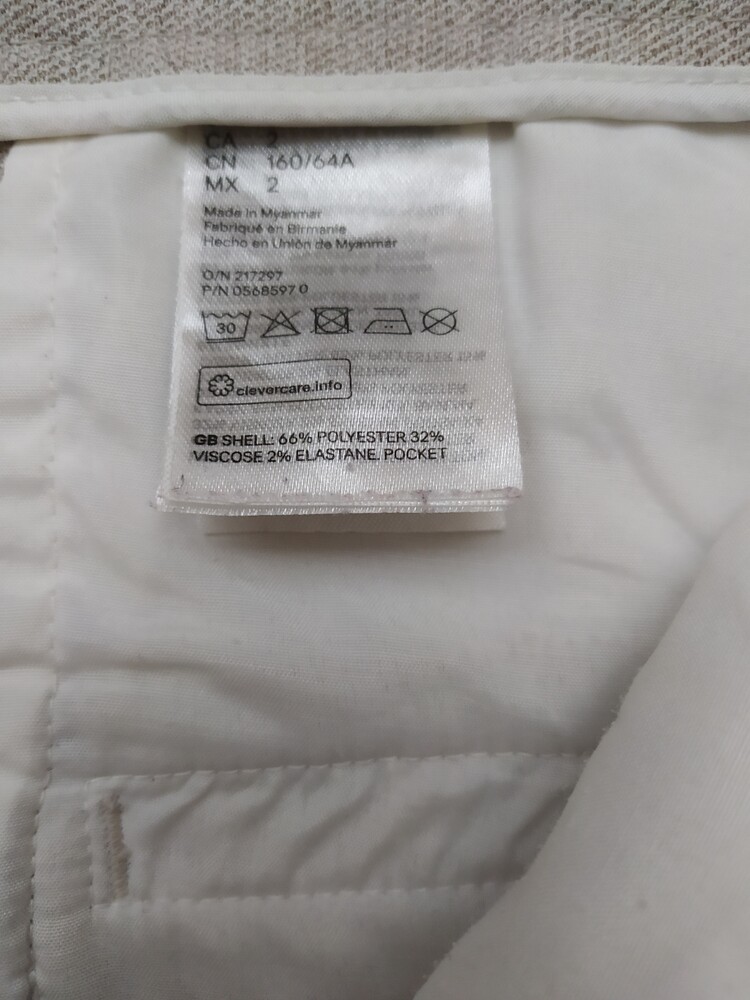 CA 2
CN 160/64A
MX 2
Made in Myanmar
Fabriqué en Birmanie
Hecho en Unión de Myanmar
O/N 217297
P/N 0568597 0
30
clevercare.info
GB SHELL: 66% POLYESTER 32%
VISCOSE 2% ELASTANE. POCKET